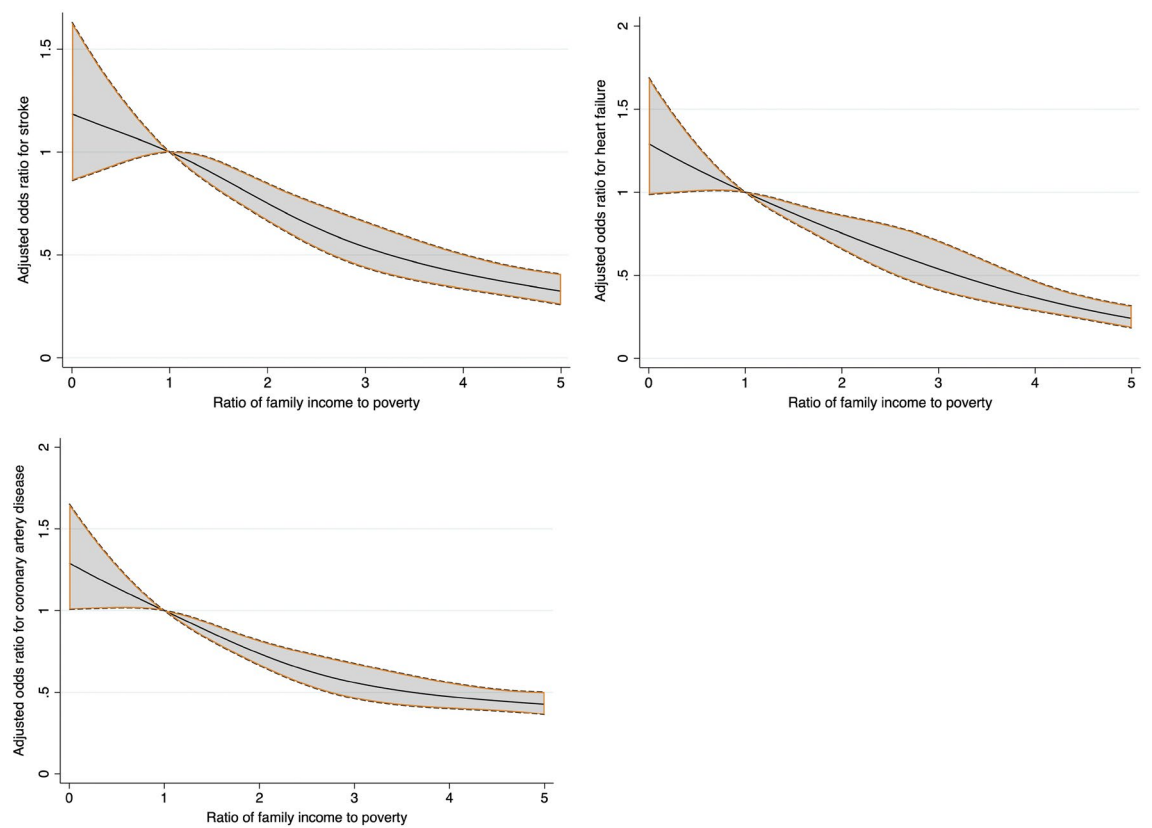 Adjusted odds ratio for stroke
1.5
1
.5
0
0 1 2 3 4 5
Ratio of family income to poverty
Adjusted odds ratio for heart failure
2
1.5
1
.5
0
0 1 2 3 4 5
Ratio of family income to poverty
Adjusted odds ratio for coronary artery disease
2
1.5
1
.5
0
0 1 2 3 4 5
Ratio of family income to poverty